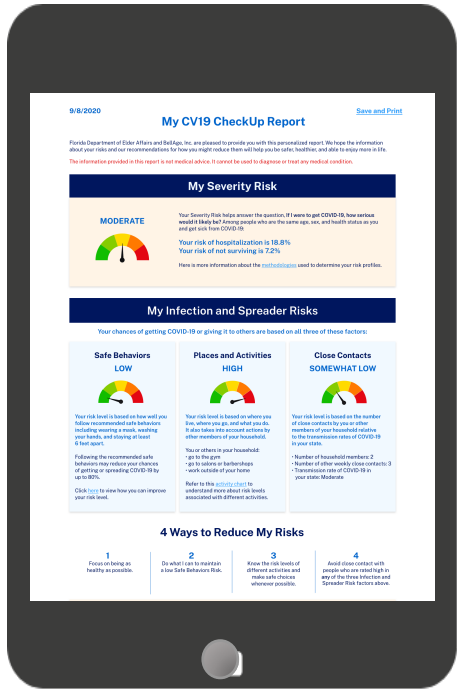 9/8/2020
Save and Print
My CV19 CheckUp Report
Florida Department of Elder Affairs and BellAge, Inc. are pleased to provide you with this personalized report. We hope the information
about your risks and our recommendations for how you might reduce them will help you be safer, healthier, and able to enjoy more in life.
The information provided in this report is not medical advice. It cannot be used to diagnose or treat any medical condition.
My Severity Risk
MODERATE
Your Severity Risk helps answer the question, If I were to get COVID-19, how serious
would it likely be? Among people who are the same age, sex, and health status as you
and get sick from COVID-19:
Your risk of hospitalization is 18.8%
Your risk of not surviving is 7.2%
Here is more information about the methodologies used to determine your risk profiles.
My Infection and Spreader Risks
Your chances of getting COVID-19 or giving it to others are based on all three of these factors:
Safe Behaviors
LOW
Your risk level is based on how well you
follow recommended safe behaviors
including wearing a mask, washing
your hands, and staying at least
6 feet apart.
Following the recommended safe
behaviors may reduce your chances
of getting or spreading COVID-19 by
up to 80%.
Click here to view how you can improve
your risk level.
Places and Activities
HIGH
Your risk level is based on where you
live, where you go, and what you do.
It also takes into account actions by
other members of your household.
You or others in your household:
• go to the gym
• go to salons or barbershops
• work outside of your home
Refer to this activity chart to
understand more about risk levels
associated with different activities.
Close Contacts
SOMEWHAT LOW
Your risk level is based on the number
of close contacts by you or other
members of your household relative
to the transmission rates of COVID-19
in your state.
• Number of household members: 2
• Number of other weekly close contacts: 3
• Transmission rate of COVID-19 in
your state: Moderate
4 Ways to Reduce My Risks
1
Focus on being as
healthy as possible.
2
Do what I can to maintain
a low Safe Behaviors Risk.
3
Know the risk levels of
different activities and
make safe choices
whenever possible.
4
Avoid close contact with
people who are rated high in
any of the three Infection and
Spreader Risk factors above.